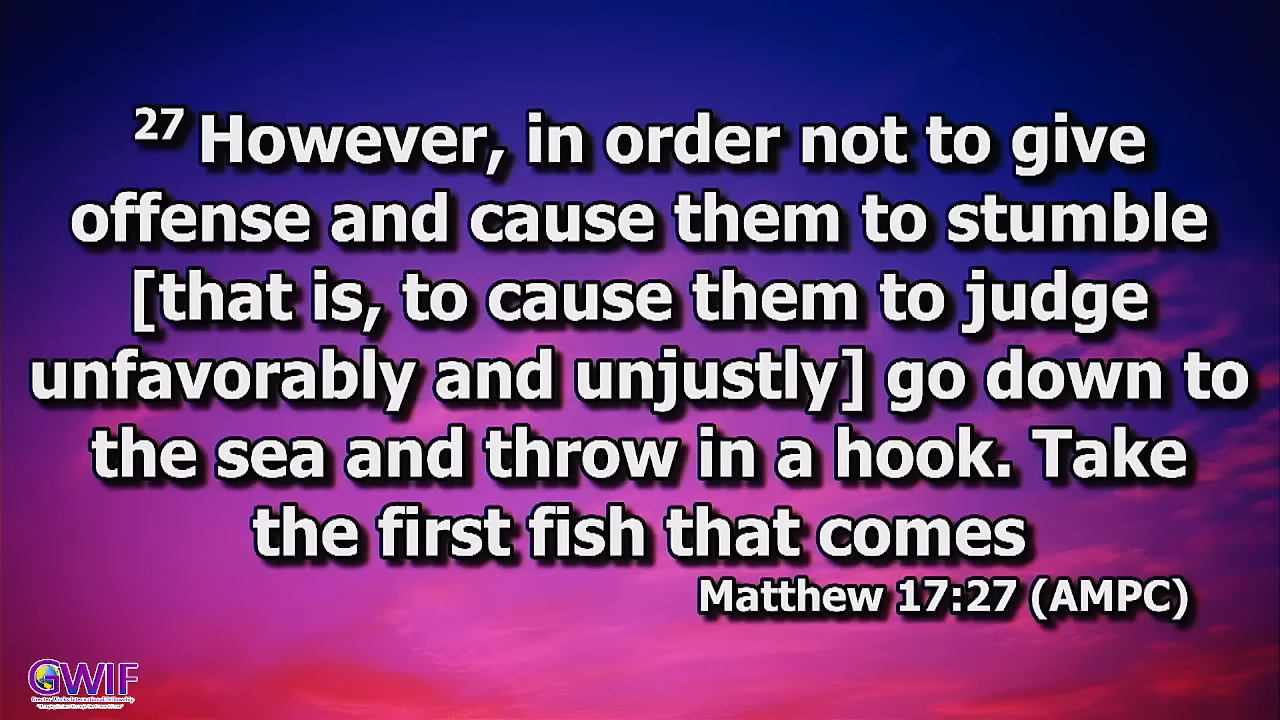 27 However, in order not to give
offense and cause them to stumble
[that is, to cause them to judge
unfavorably and unjustly] go down to
the sea and throw in a hook. Take
the first fish that comes
Matthew 17:27 (AMPC)
GWIF